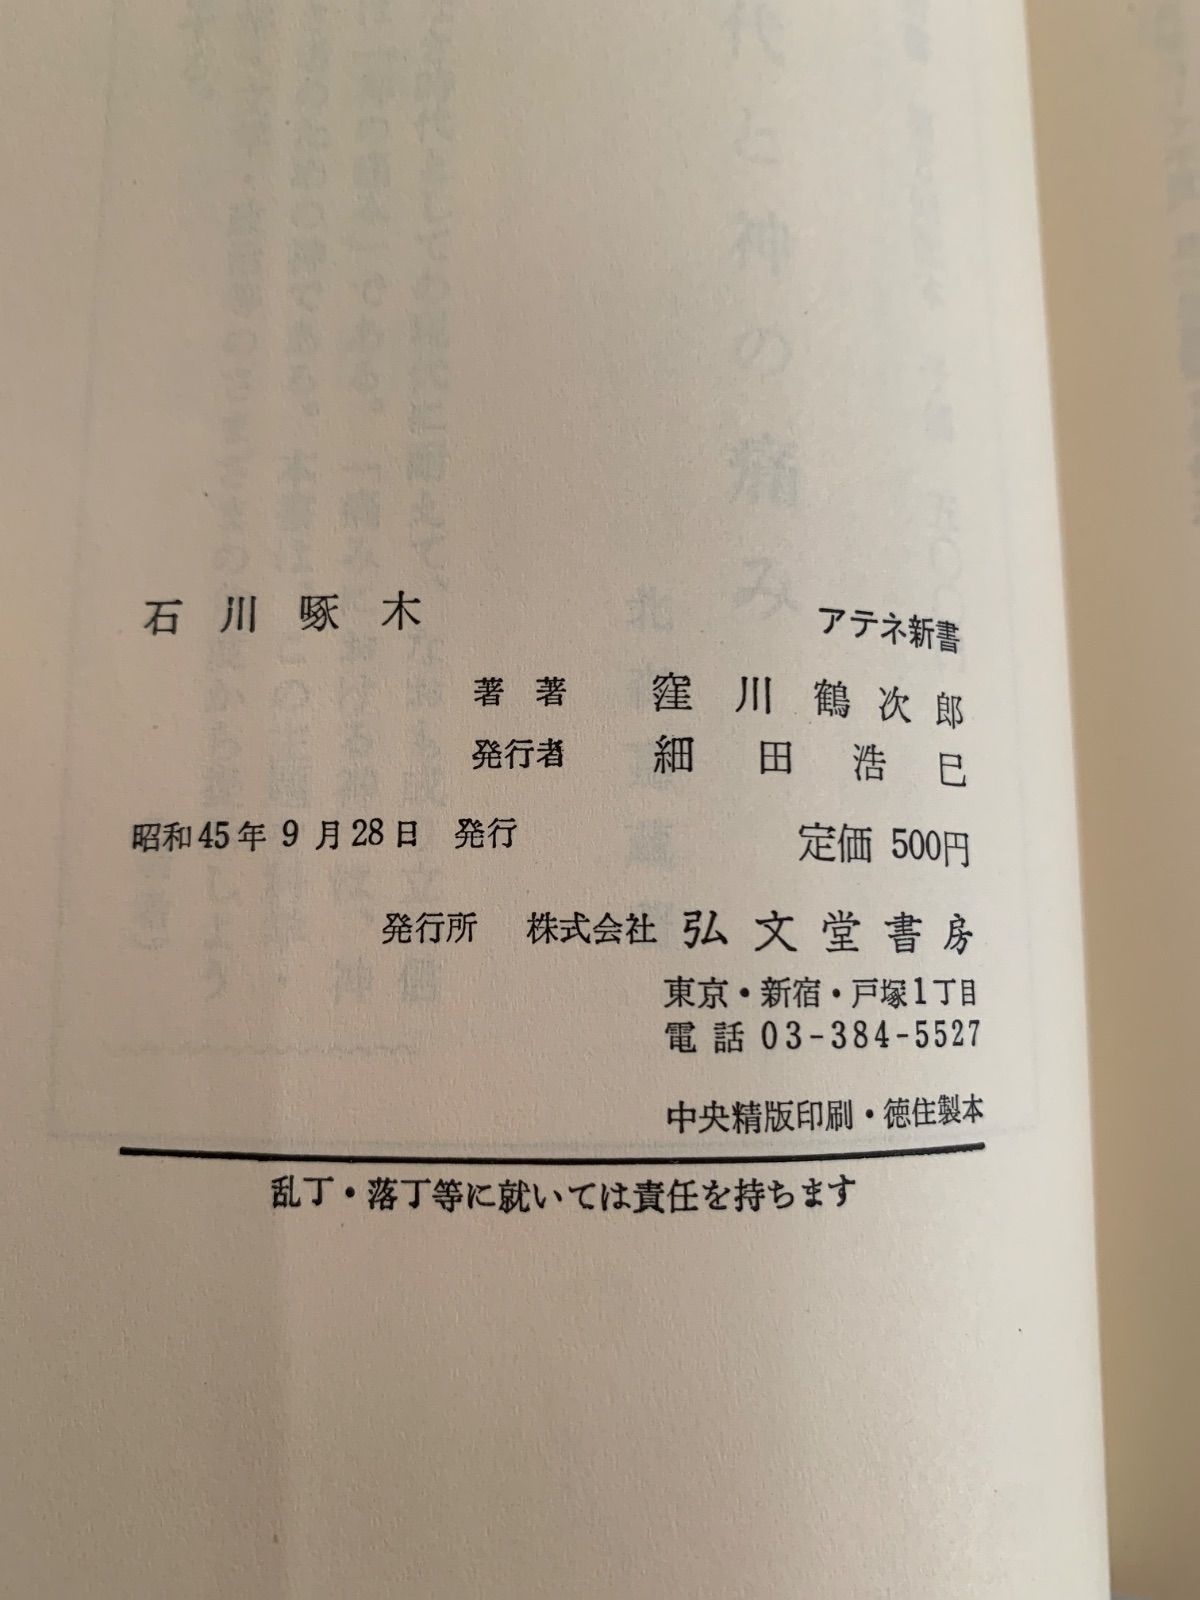 石川啄木 アテネ新書
著 著 窪川鶴次郎
発行者 細田浩巳
昭和45年9月28日 発行 定価 500円
発行所 株式会社 弘文堂書房
東京・新宿・戸塚1丁目
電話 03-384-5527
中央精版印刷・徳住製本
乱丁・落丁等に就いては責任を持ちます